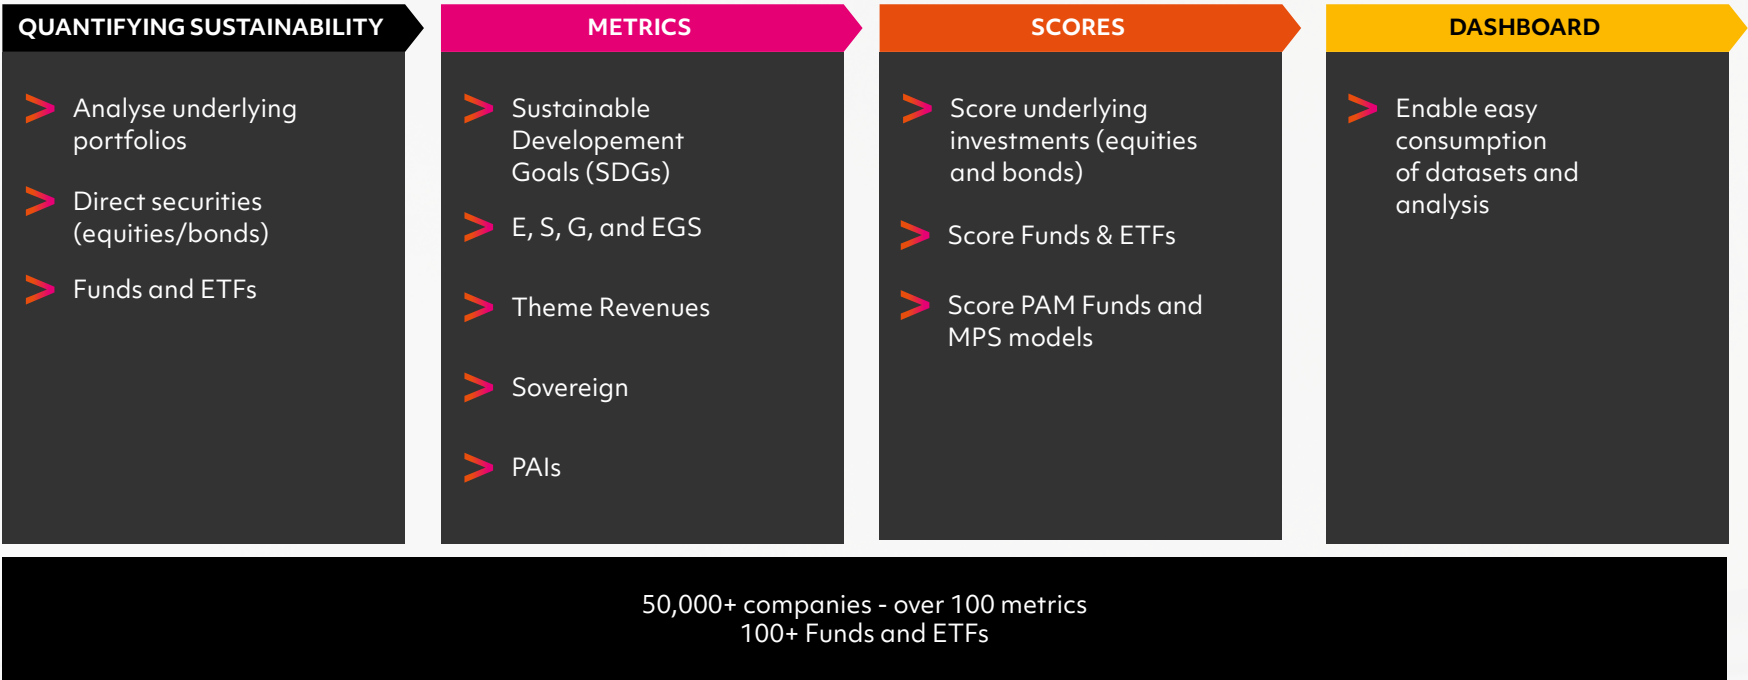 QUANTIFYING SUSTAINABILITY
Analyse underlying
portfolios
Direct securities
(equities/bonds)
Funds and ETFs
METRICS
Sustainable
Developement
Goals (SDGs)
E, S, G, and EGS
Theme Revenues
Sovereign
PAIs
SCORES
Score underlying
investments (equities
and bonds)
Score Funds & ETFs
Score PAM Funds and
MPS models
DASHBOARD
Enable easy
consumption
of datasets and
analysis
50,000+ companies - over 100 metrics
100+ Funds and ETFs